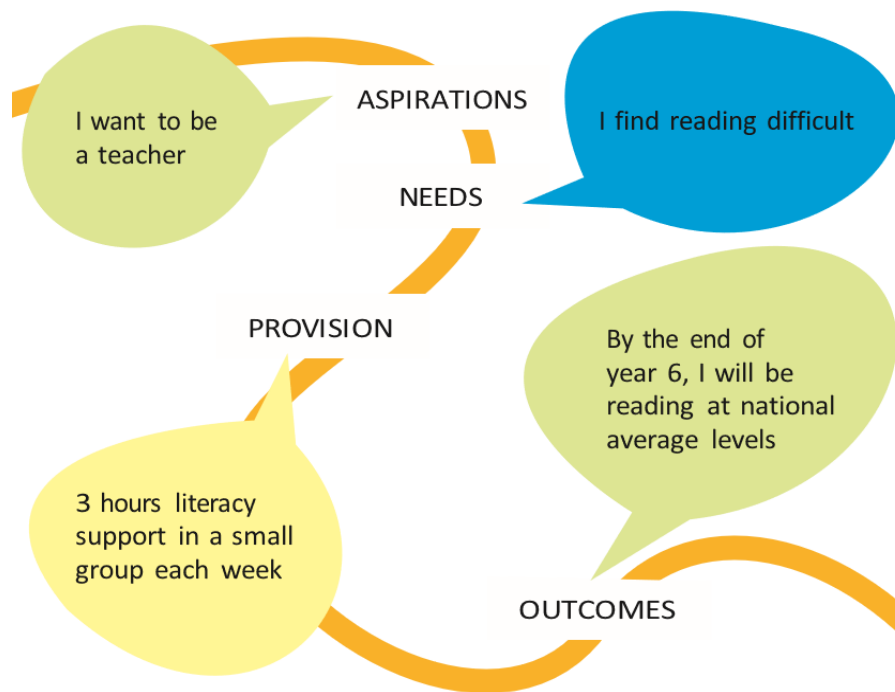 I want to be
a teacher
ASPIRATIONS
I find reading difficult
NEEDS
PROVISION
3 hours literacy
support in a small
group each week
By the end of
year 6, I will be
reading at national
average levels
OUTCOMES